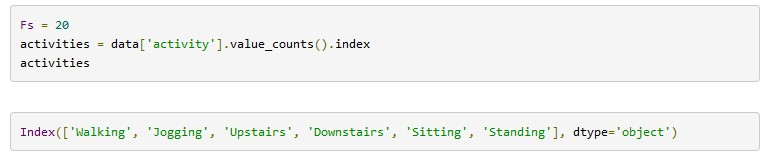 Fs = 20
activities = data['activity'].value_counts().index
activities
Index(['Walking', 'Jogging', 'Upstairs', 'Downstairs', 'Sitting', 'Standing'], dtype='object')